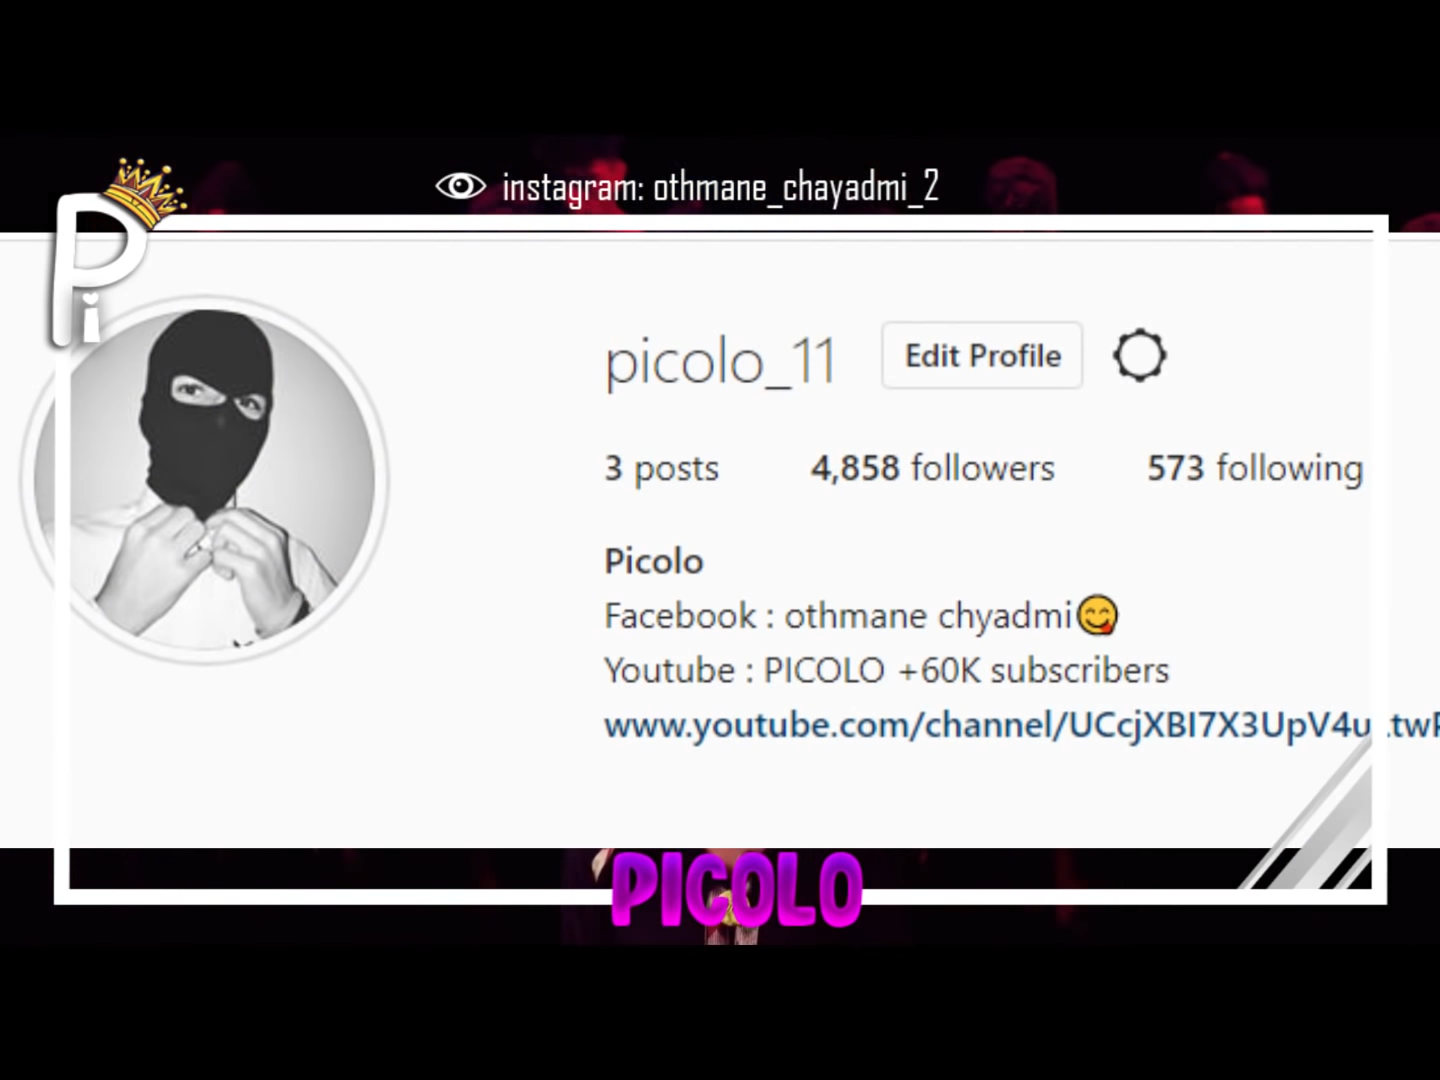 instagram: othmane_chayadmi_2
Pi
picolo_11 Edit Profile
3 posts 4,858 followers 573 following
Picolo
Facebook : othmane chyadmi😋
Youtube : PICOLO +60K subscribers
www.youtube.com/channel/
PICOLO